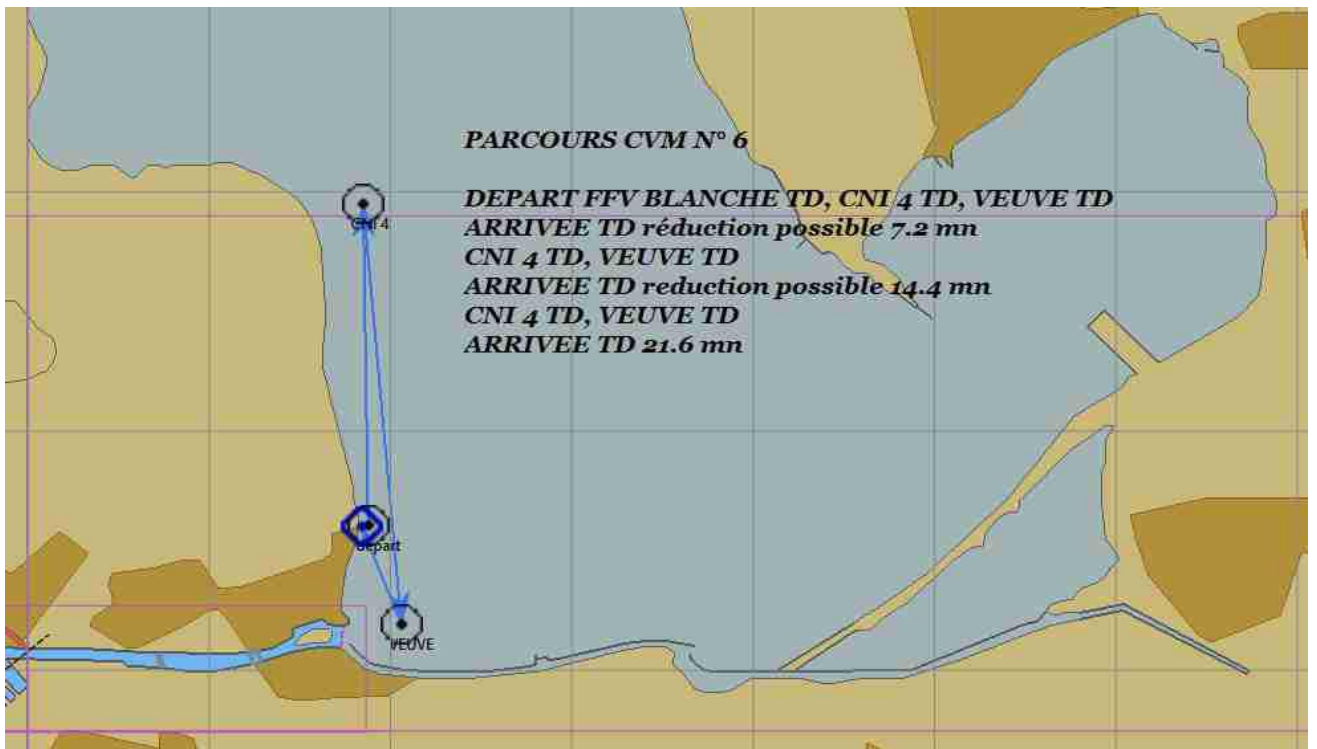 PARCOURS CVM N° 6
DEPART FFV BLANCHE TD, CNI 4 TD, VEUVE TD
ARRIVEE TD réduction possible 7.2 mn
CNI 4 TD, VEUVE TD
ARRIVEE TD reduction possible 14.4 mn
CNI 4 TD, VEUVE TD
ARRIVEE TD 21.6 mn
CNI 4
depart
VEUVE